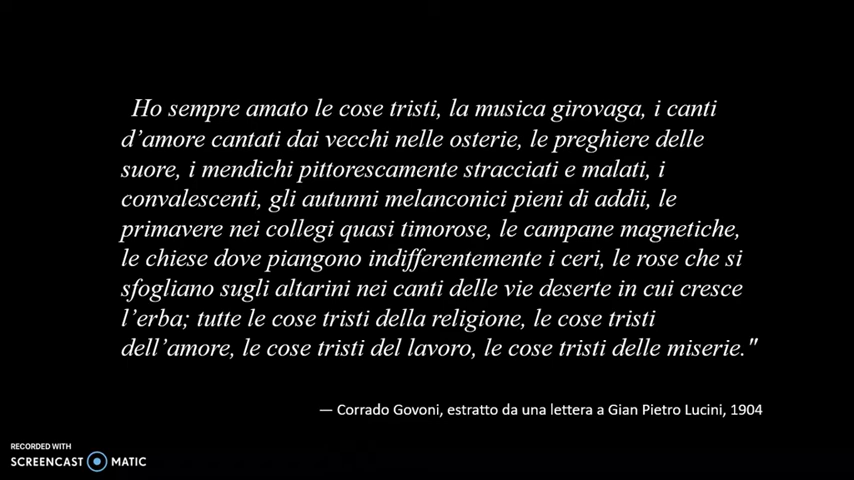 Ho sempre amato le cose tristi, la musica girovaga, i canti
d’amore cantati dai vecchi nelle osterie, le preghiere delle
suore, i mendichi pittorescamente stracciati e malati, i
convalescenti, gli autunni melanconici pieni di addii, le
primavere nei collegi quasi timorose, le campane magnetiche,
le chiese dove piangono indifferentemente i ceri, le rose che si
sfogliano sugli altarini nei canti delle vie deserte in cui cresce
l’erba; tutte le cose tristi della religione, le cose tristi
dell’amore, le cose tristi del lavoro, le cose tristi delle miserie."
— Corrado Govoni, estratto da una lettera a Gian Pietro Lucini, 1904
RECORDED WITH
SCREENCAST MATIC